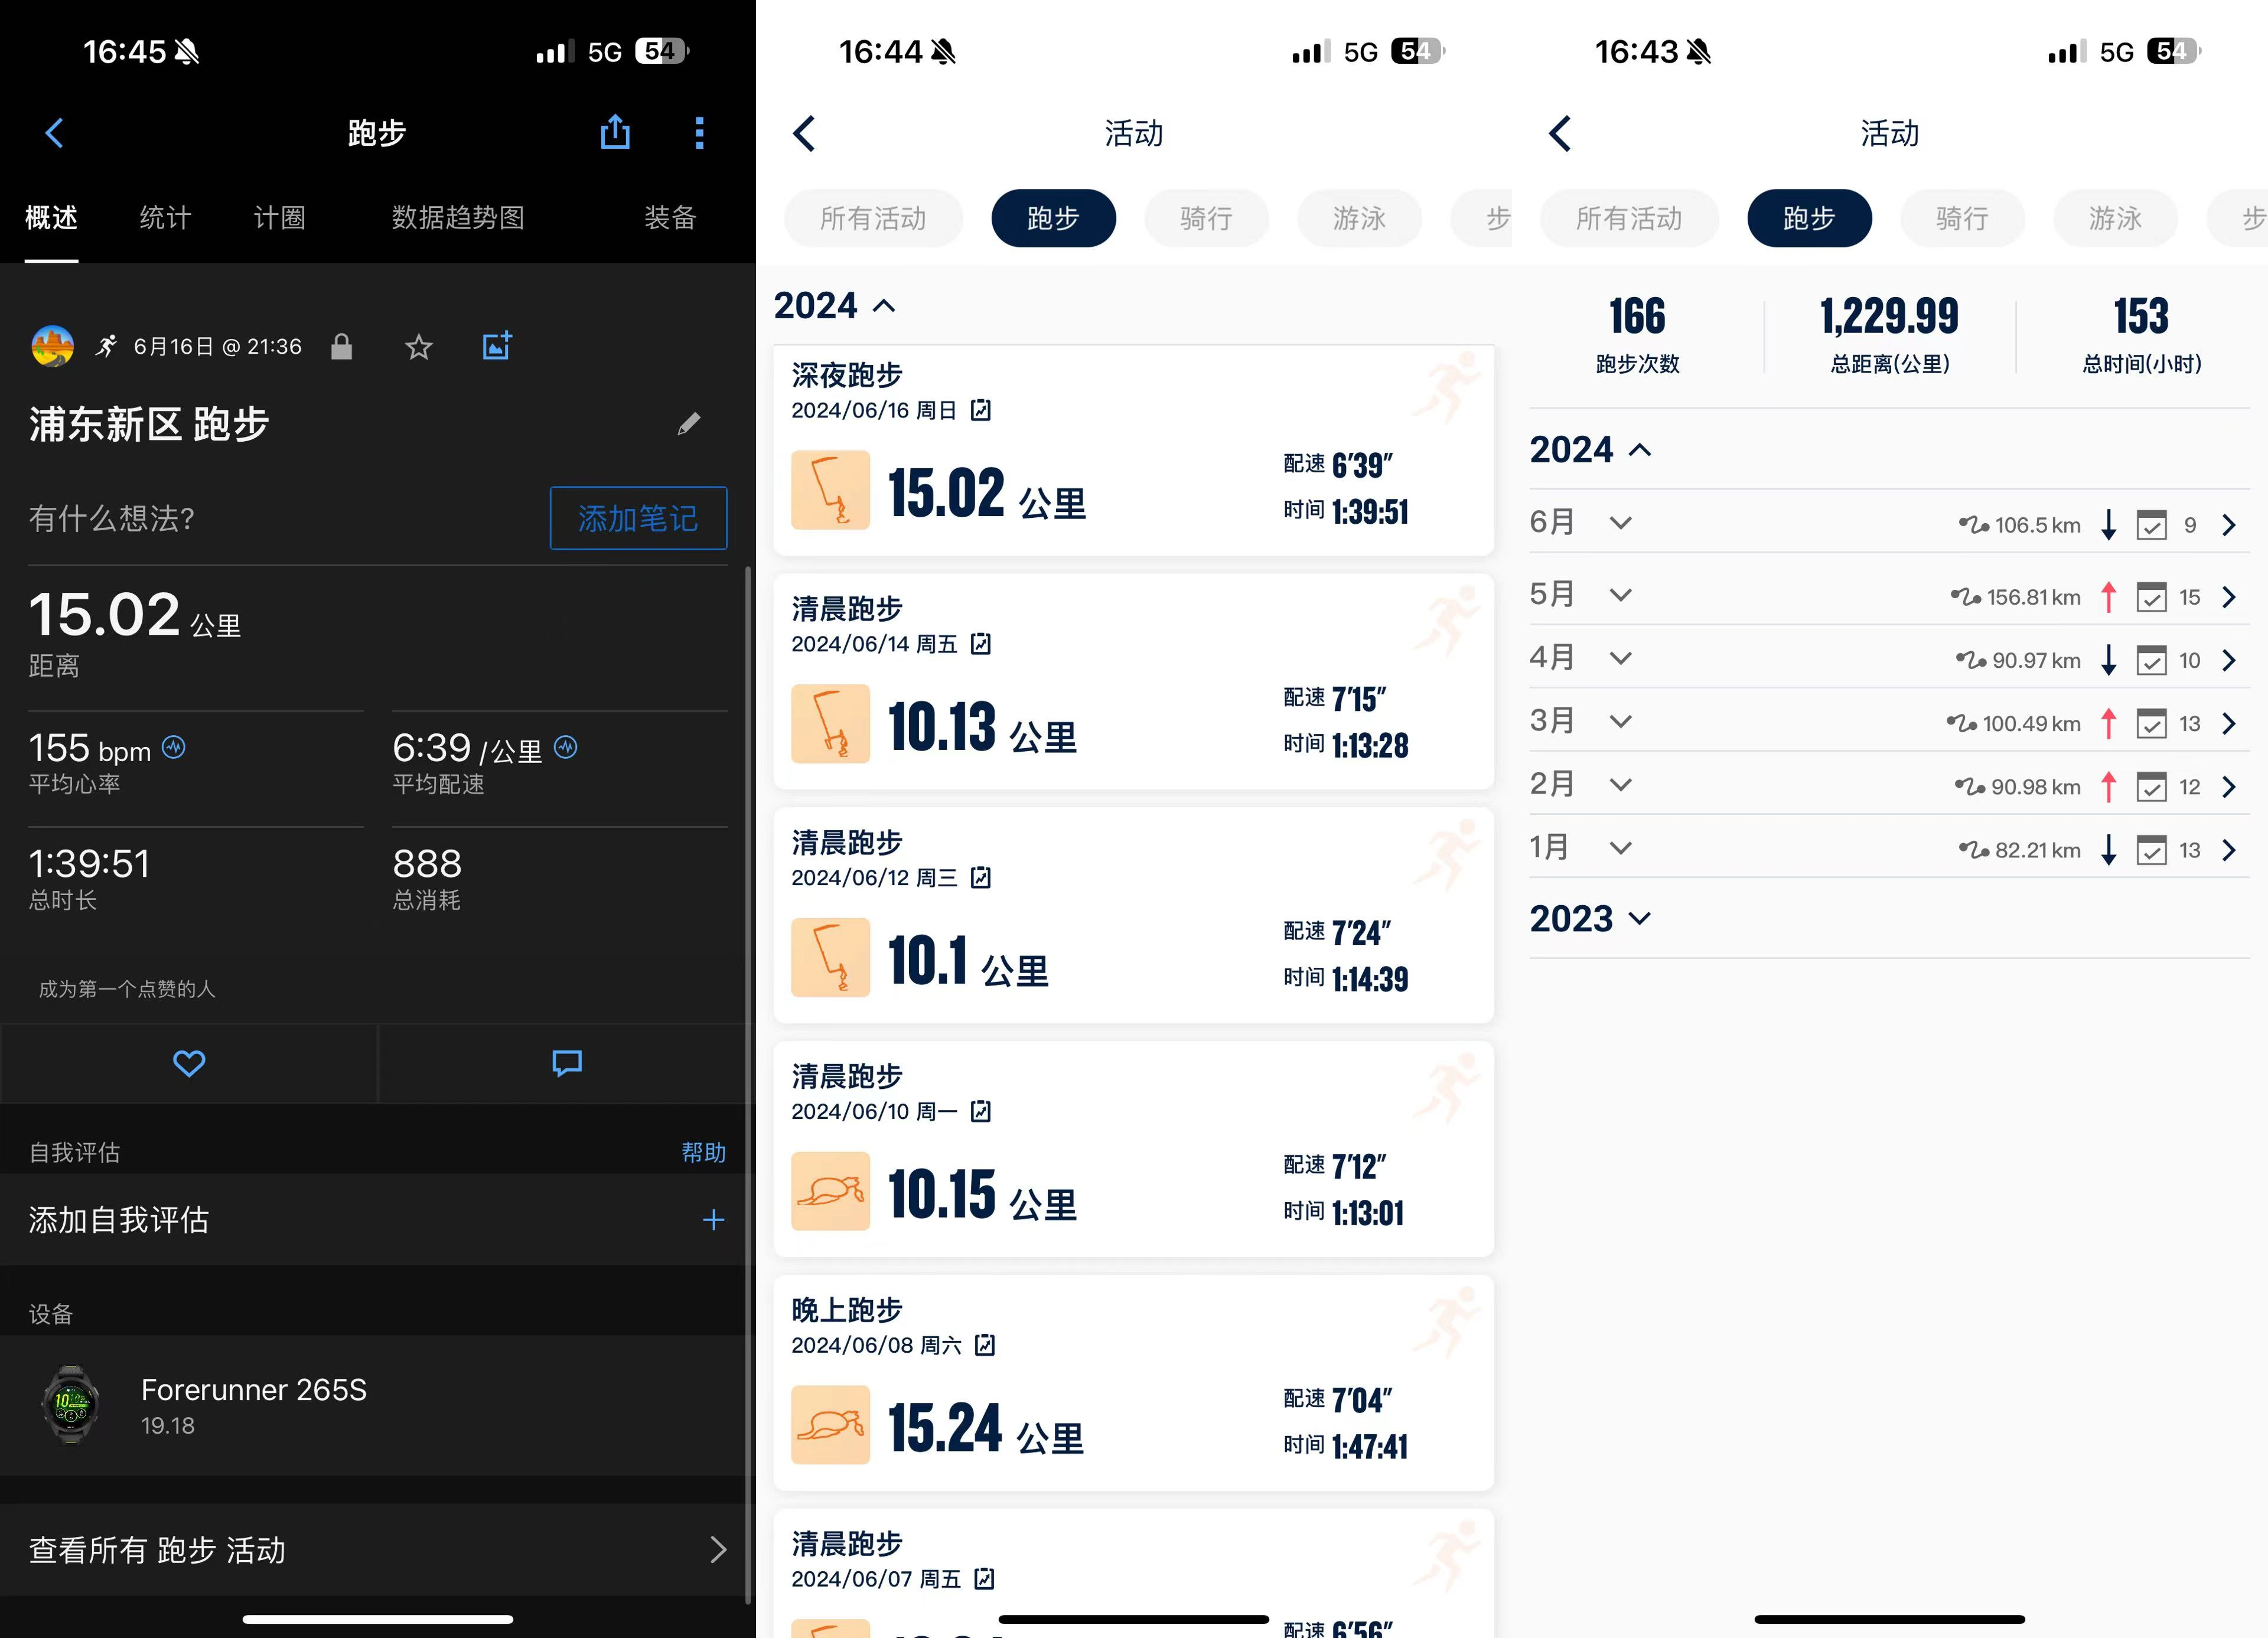 16:45
5G
54
跑步
概述
统计
计圈
数据趋势图
装备
6月16日 @ 21:36
浦东新区 跑步
有什么想法?
添加笔记
15.02 公里
距离
155 bpm
平均心率
6:39 /公里
平均配速
1:39:51
总时长
888
总消耗
成为第一个点赞的人
自我评估
帮助
添加自我评估
设备
Forerunner 265S
19.18
查看所有 跑步 活动
16:44
5G
54
活动
所有活动
跑步
骑行
游泳
步
2024
深夜跑步
2024/06/16 周日
15.02 公里
配速 6'39"
时间 1:39:51
清晨跑步
2024/06/14 周五
10.13 公里
配速 7'15"
时间 1:13:28
清晨跑步
2024/06/12 周三
10.1 公里
配速 7'24"
时间 1:14:39
清晨跑步
2024/06/10 周一
10.15 公里
配速 7'12"
时间 1:13:01
晚上跑步
2024/06/08 周六
15.24 公里
配速 7'04"
时间 1:47:41
清晨跑步
2024/06/07 周五
配速 6'56"
16:43
5G
54
活动
所有活动
跑步
骑行
游泳
步
166
跑步次数
1,229.99
总距离(公里)
153
总时间(小时)
2024
6月 106.5 km 9
5月 156.81 km 15
4月 90.97 km 10
3月 100.49 km 13
2月 90.98 km 12
1月 82.21 km 13
2023